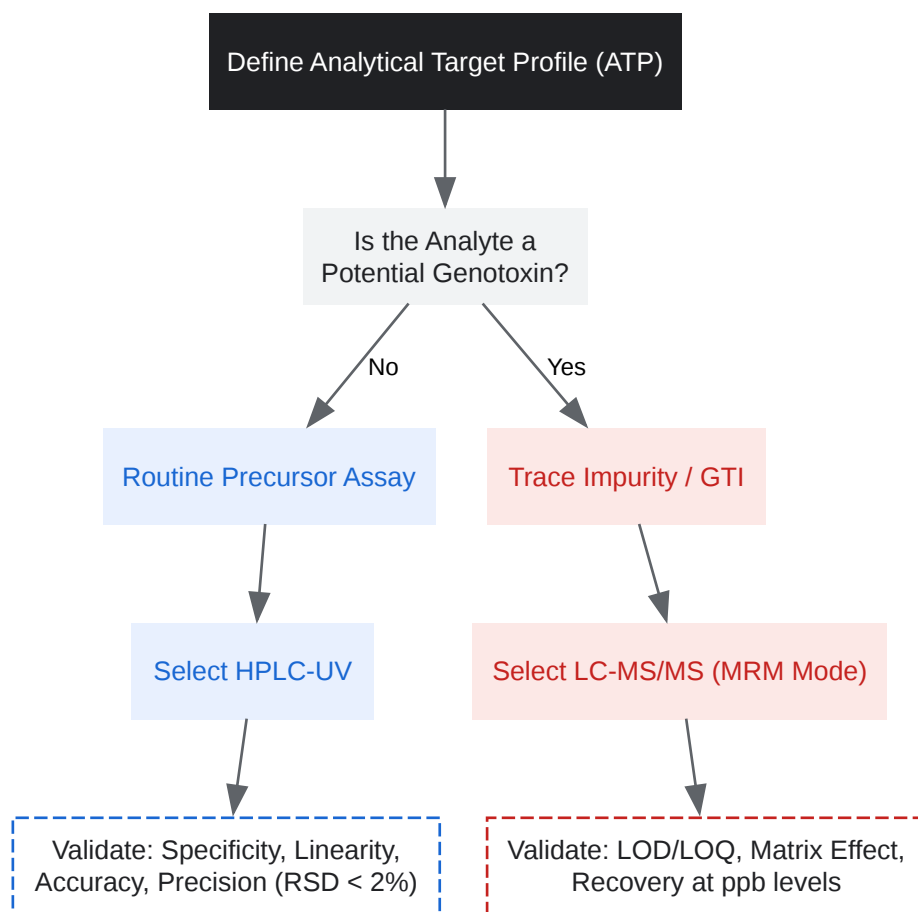 Define Analytical Target Profile (ATP)
Is the Analyte a
Potential Genotoxin?
No
Yes
Routine Precursor Assay
Trace Impurity / GTI
Select HPLC-UV
Select LC-MS/MS (MRM Mode)
Validate: Specificity, Linearity,
Accuracy, Precision (RSD < 2%)
Validate: LOD/LOQ, Matrix Effect,
Recovery at ppb levels